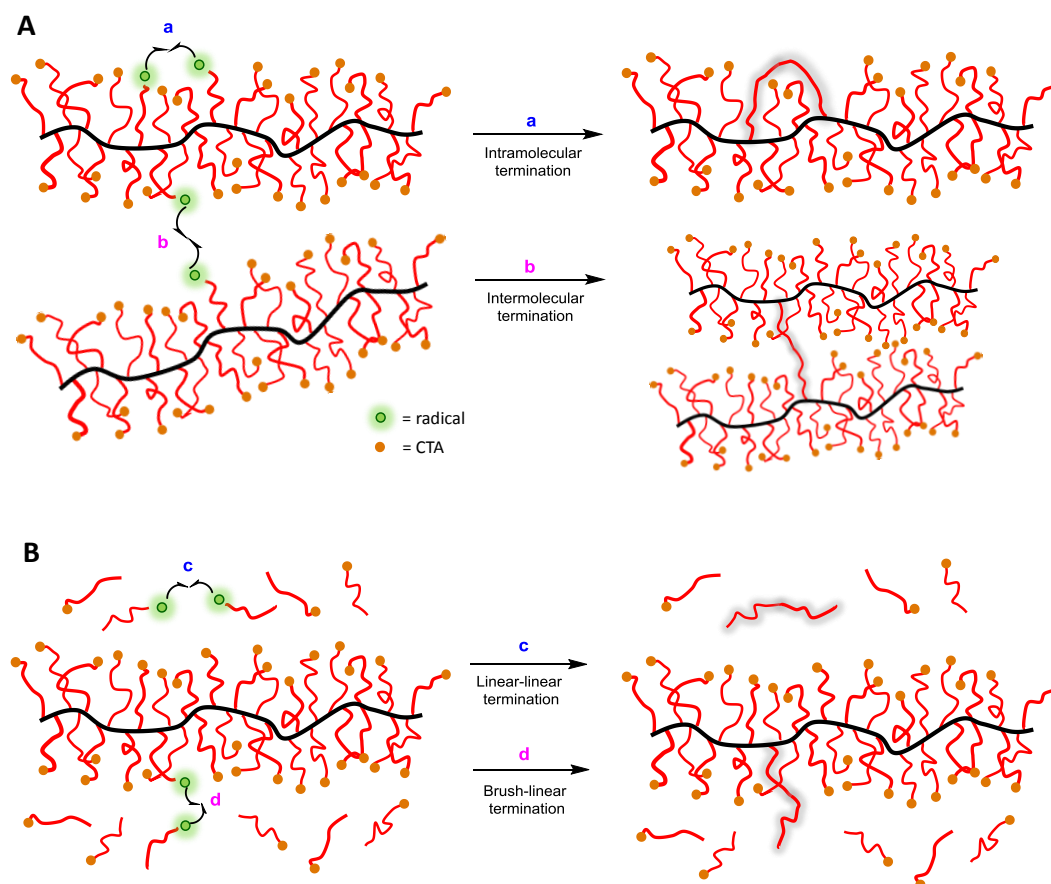 A
a
a
Intramolecular
termination
b
b
Intermolecular
termination
= radical
= CTA
B
c
c
Linear-linear
termination
d
d
Brush-linear
termination